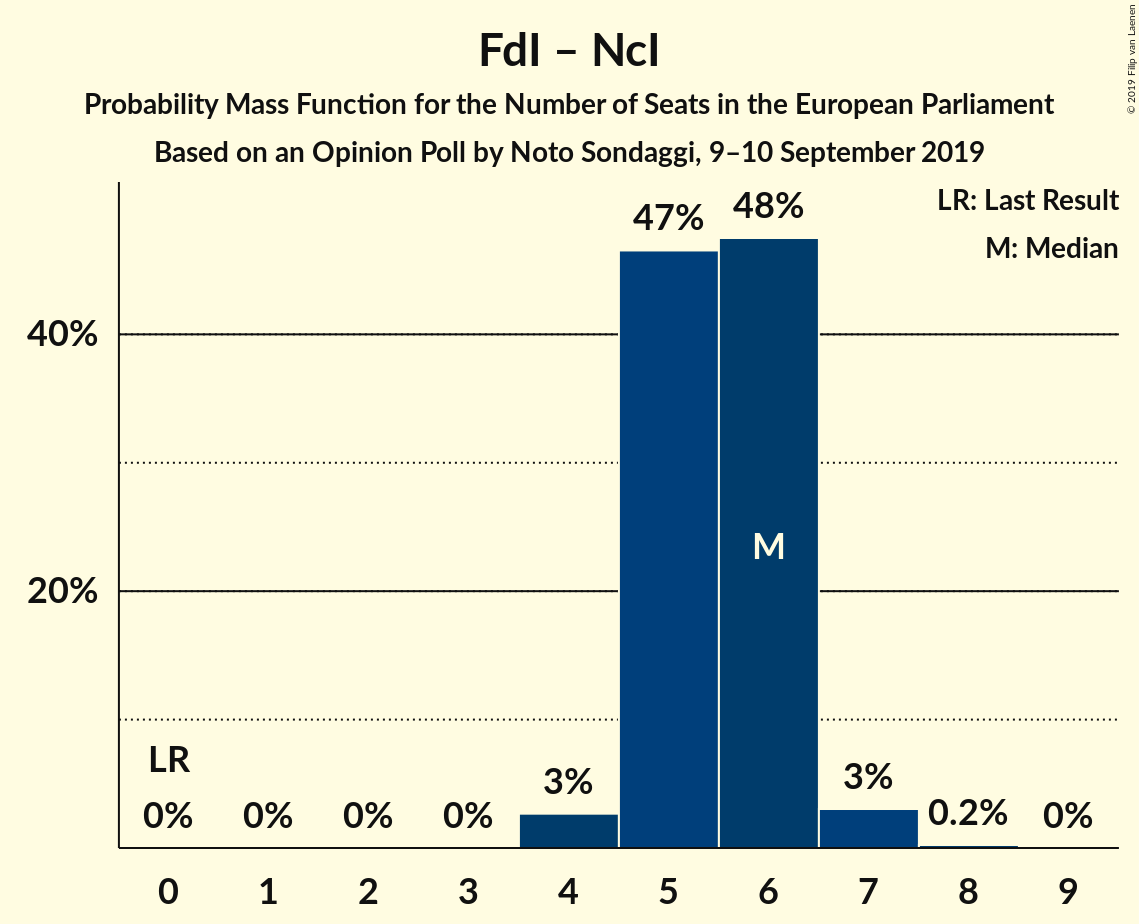 FdI – NcI
Probability Mass Function for the Number of Seats in the European Parliament
Based on an Opinion Poll by Noto Sondaggi, 9–10 September 2019
© 2019 Filip van Laenen
LR: Last Result
M: Median
47%
48%
40%
M
20%
LR
0%
0%
0%
0%
3%
3%
0.2%
0%
0 1 2 3 4 5 6 7 8 9